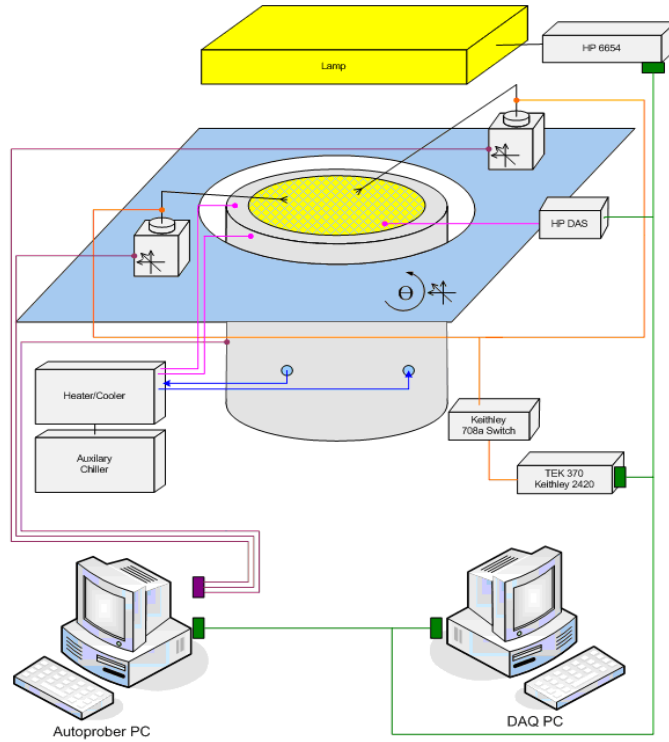 HP 6654
Lamp
HP DAS
Θ
Heater/Cooler
Keithley
708a Switch
Auxilary
Chiller
TEK 370
Keithley 2420
Autoprober PC
DAQ PC